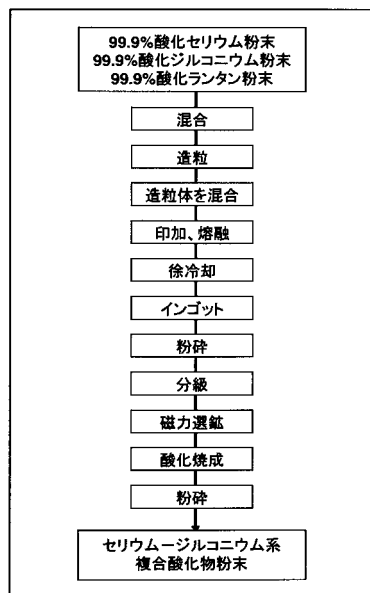 99.9%酸化セリウム粉末
99.9%酸化ジルコニウム粉末
99.9%酸化ランタン粉末
混合
造粒
造粒体を混合
印加、熔融
徐冷却
インゴット
粉砕
分級
磁力選鉱
酸化焼成
粉砕
セリウムージルコニウム系
複合酸化物粉末